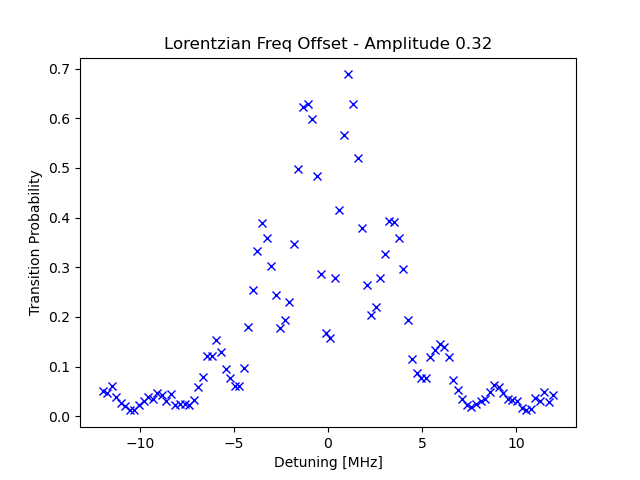 Lorentzian Freq Offset - Amplitude 0.32
0.7
0.6
0.5
0.4
0.3
0.2
0.1
0.0
Transition Probability
−10 −5 0 5 10
Detuning [MHz]